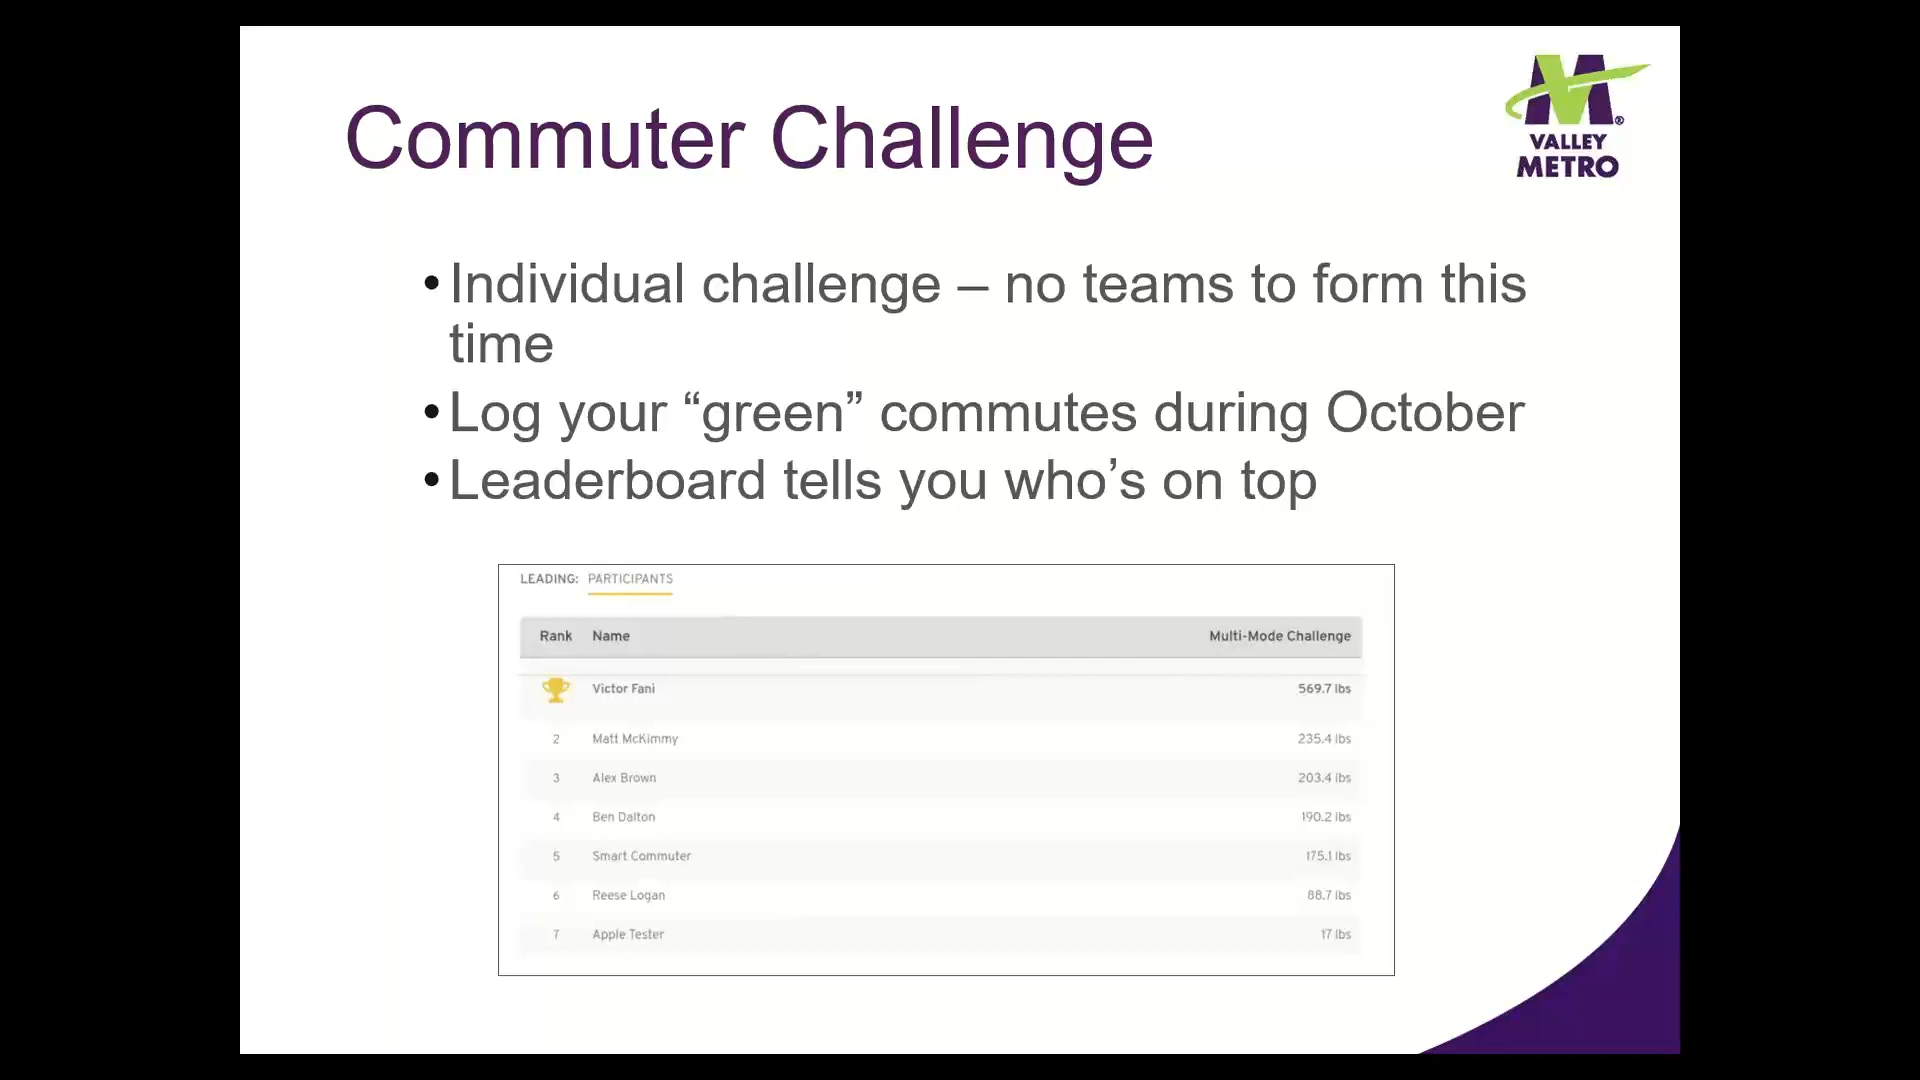 Commuter Challenge
VALLEY
METRO
•Individual challenge – no teams to form this
time
•Log your “green” commutes during October
•Leaderboard tells you who’s on top
LEADING: PARTICIPANTS
Rank Name Multi-Mode Challenge
Victor Fani 569.7 lbs
2 Matt McKimmy 235.4 lbs
3 Alex Brown 203.4 lbs
4 Ben Dalton 190.2 lbs
5 Smart Commuter 175.1 lbs
6 Reese Logan 88.7 lbs
7 Apple Tester 17 lbs